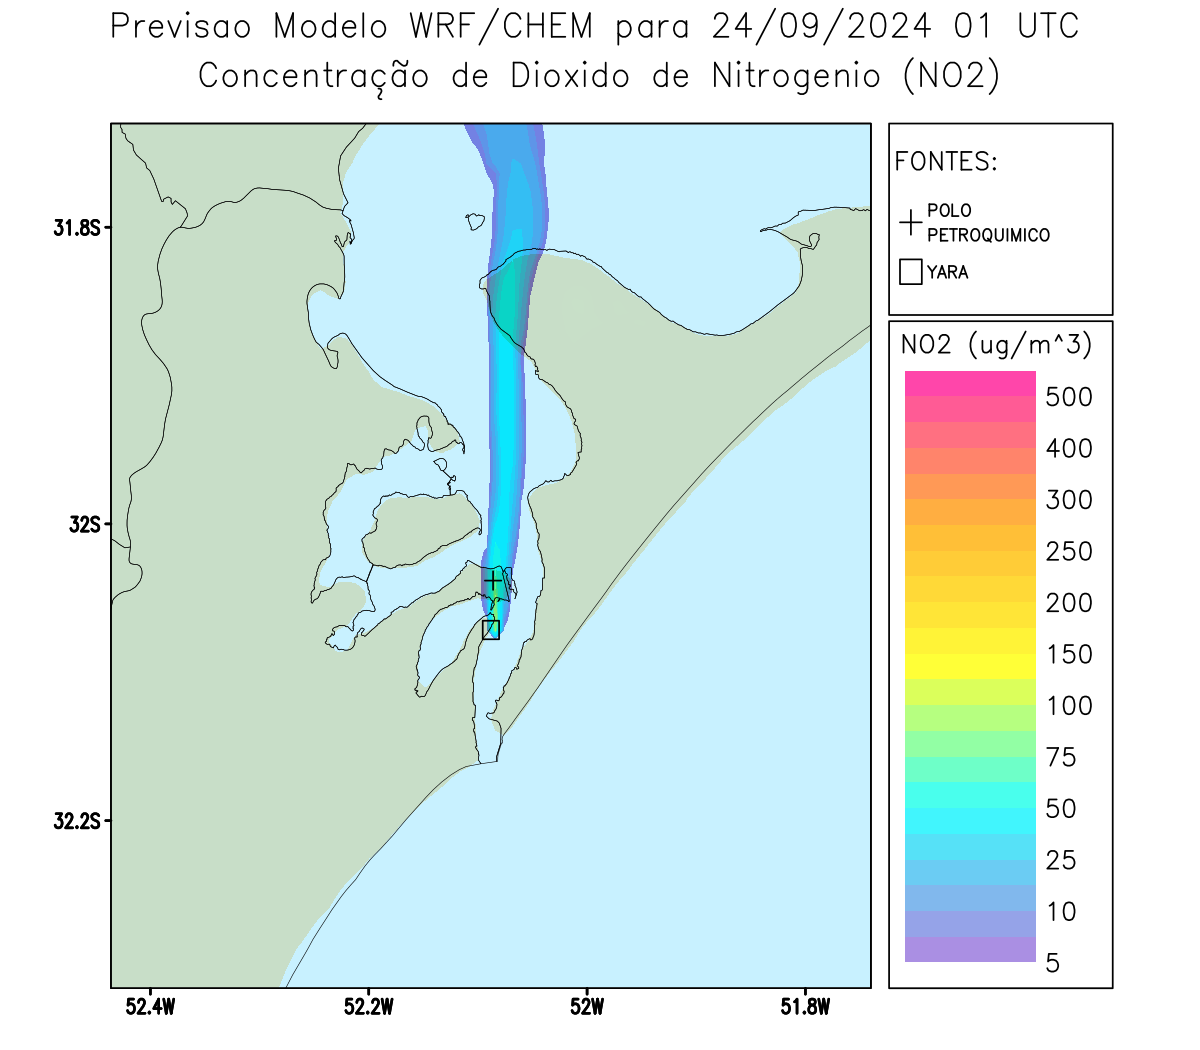 Previsao Modelo WRF/CHEM para 24/09/2024 01 UTC
Concentração de Dioxido de Nitrogenio (NO2)
FONTES:
POLO
PETROQUIMICO
YARA
NO2 (ug/m^3)
500
400
300
250
200
150
100
75
50
25
10
5
31.8S
32S
32.2S
52.4W
52.2W
52W
51.8W